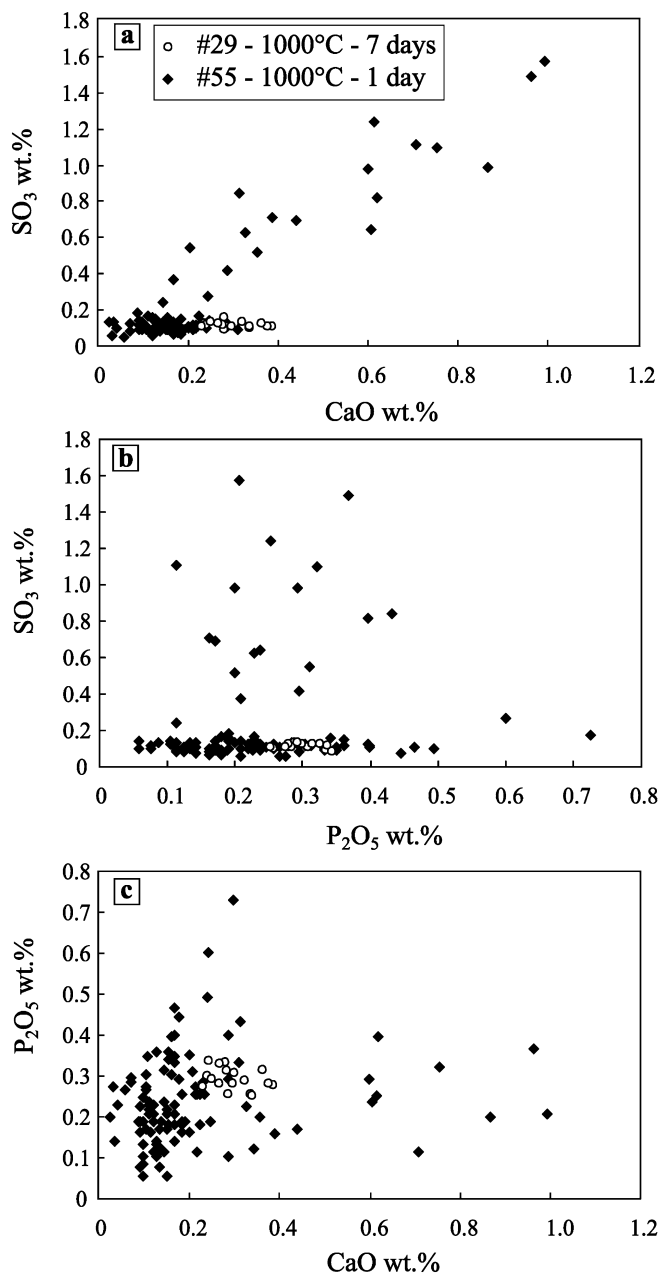 a
#29 - 1000°C - 7 days
#55 - 1000°C - 1 day
1.8
1.6
1.4
1.2
1.0
0.8
0.6
0.4
0.2
0
SO₃ wt.%
0 0.2 0.4 0.6 0.8 1.0 1.2
CaO wt.%
b
1.8
1.6
1.4
1.2
1.0
0.8
0.6
0.4
0.2
0
SO₃ wt.%
0 0.1 0.2 0.3 0.4 0.5 0.6 0.7 0.8
P₂O₅ wt.%
c
0.8
0.7
0.6
0.5
0.4
0.3
0.2
0.1
0
P₂O₅ wt.%
0 0.2 0.4 0.6 0.8 1.0 1.2
CaO wt.%